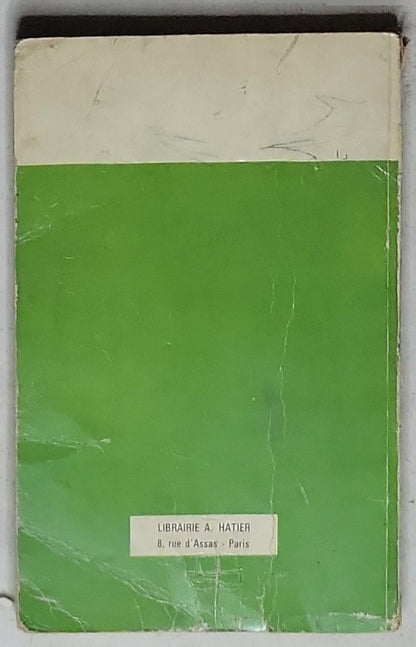 LIBRAIRIE A. HATIER
8, rue d'Assas - Paris